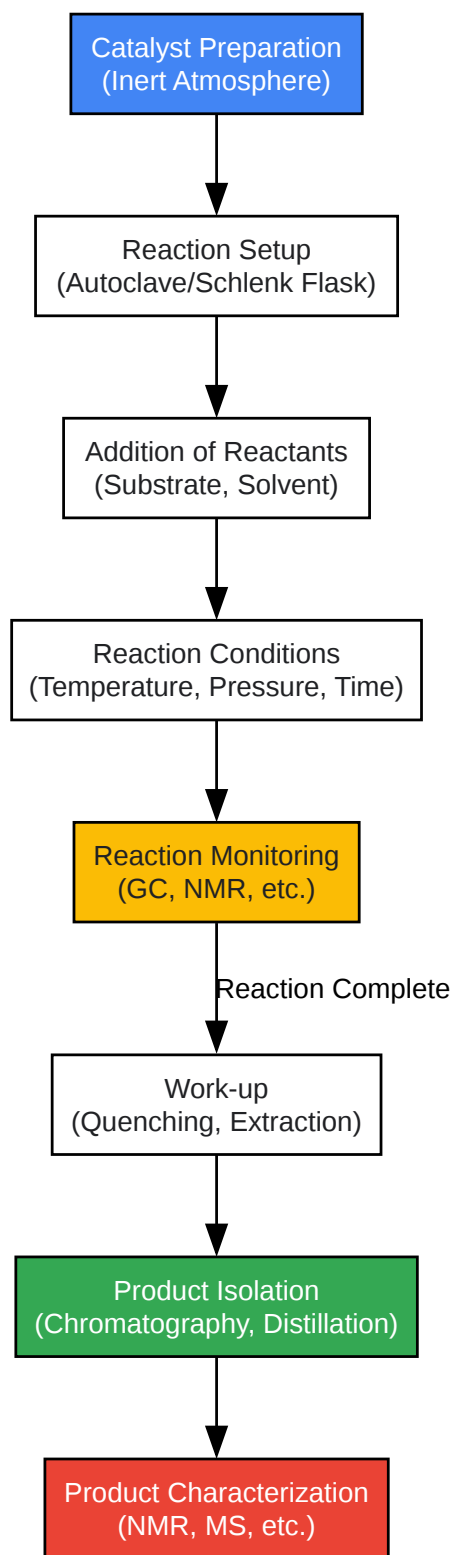 Catalyst Preparation
(Inert Atmosphere)
Reaction Setup
(Autoclave/Schlenk Flask)
Addition of Reactants
(Substrate, Solvent)
Reaction Conditions
(Temperature, Pressure, Time)
Reaction Monitoring
(GC, NMR, etc.)
Reaction Complete
Work-up
(Quenching, Extraction)
Product Isolation
(Chromatography, Distillation)
Product Characterization
(NMR, MS, etc.)